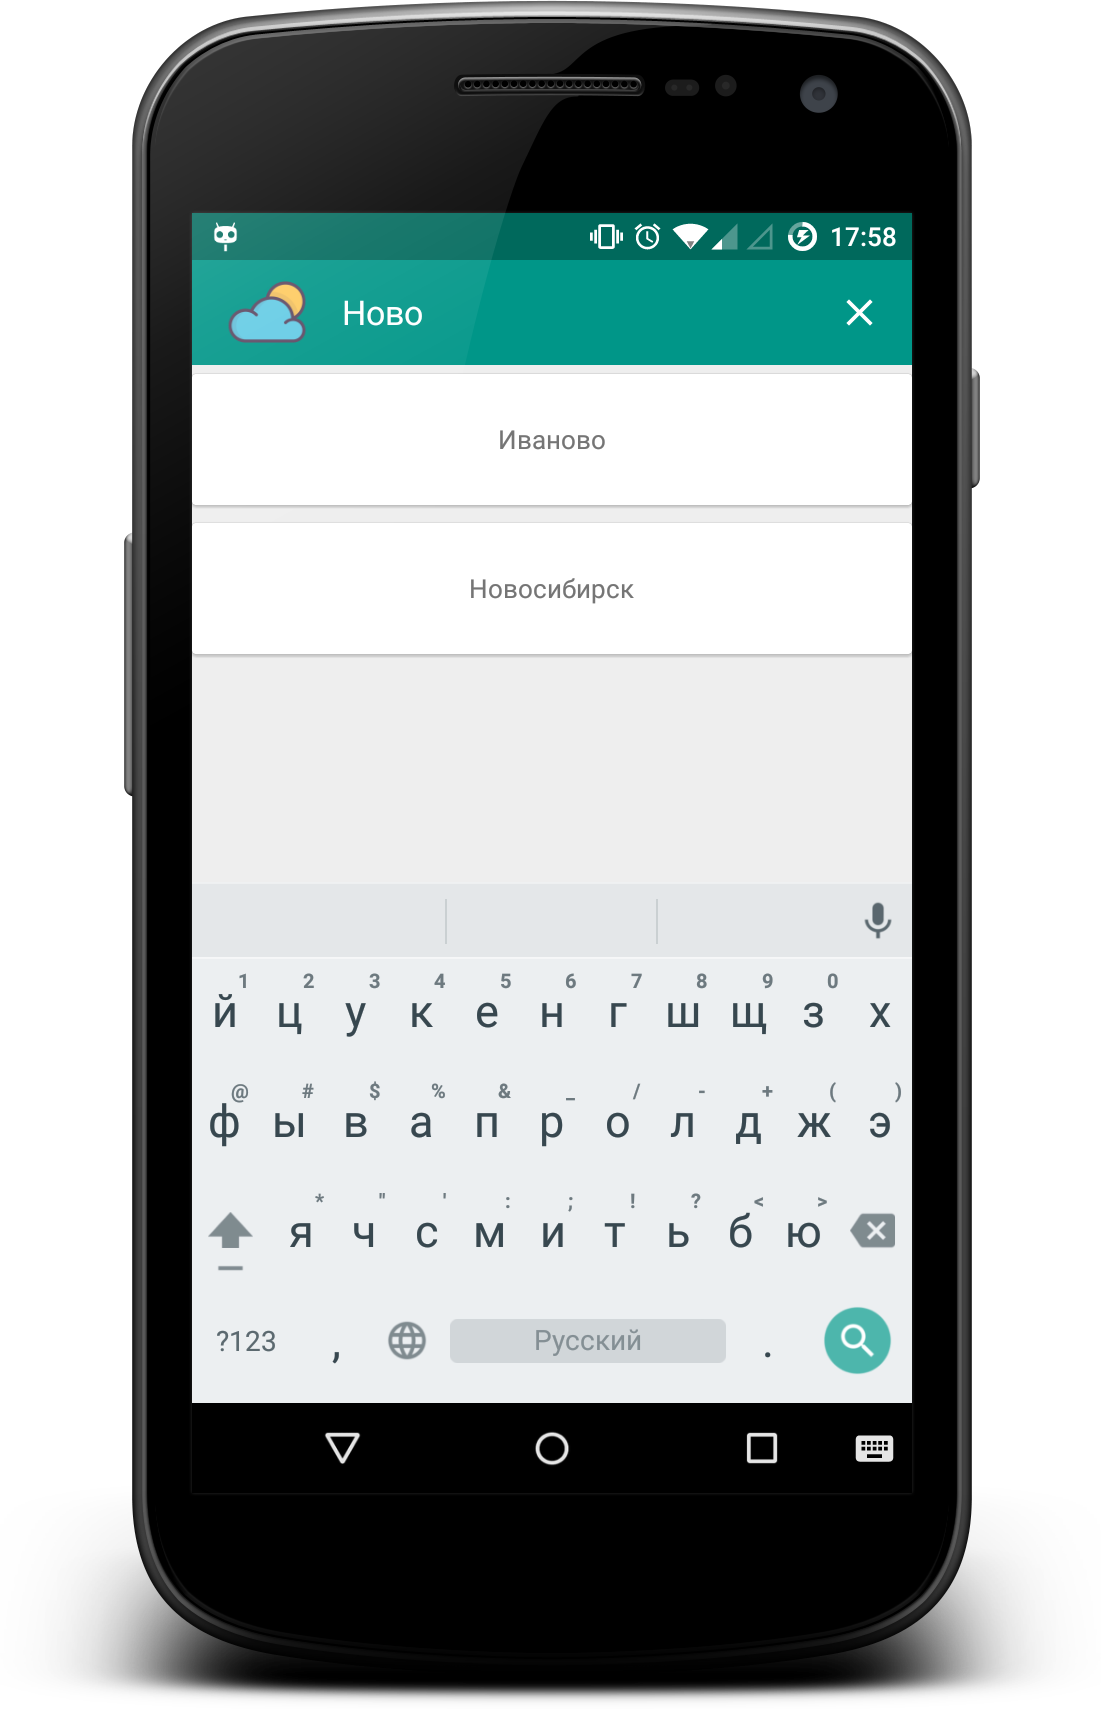 17:58
Ново
Иваново
Новосибирск
1 2 3 4 5 6 7 8 9 0
й ц у к е н г ш щ з х
@ # $ % & _ / - + ( )
ф ы в а п р о л д ж э
* " ' : ; ! ? < >
я ч с м и т ь б ю
?123 , Русский .